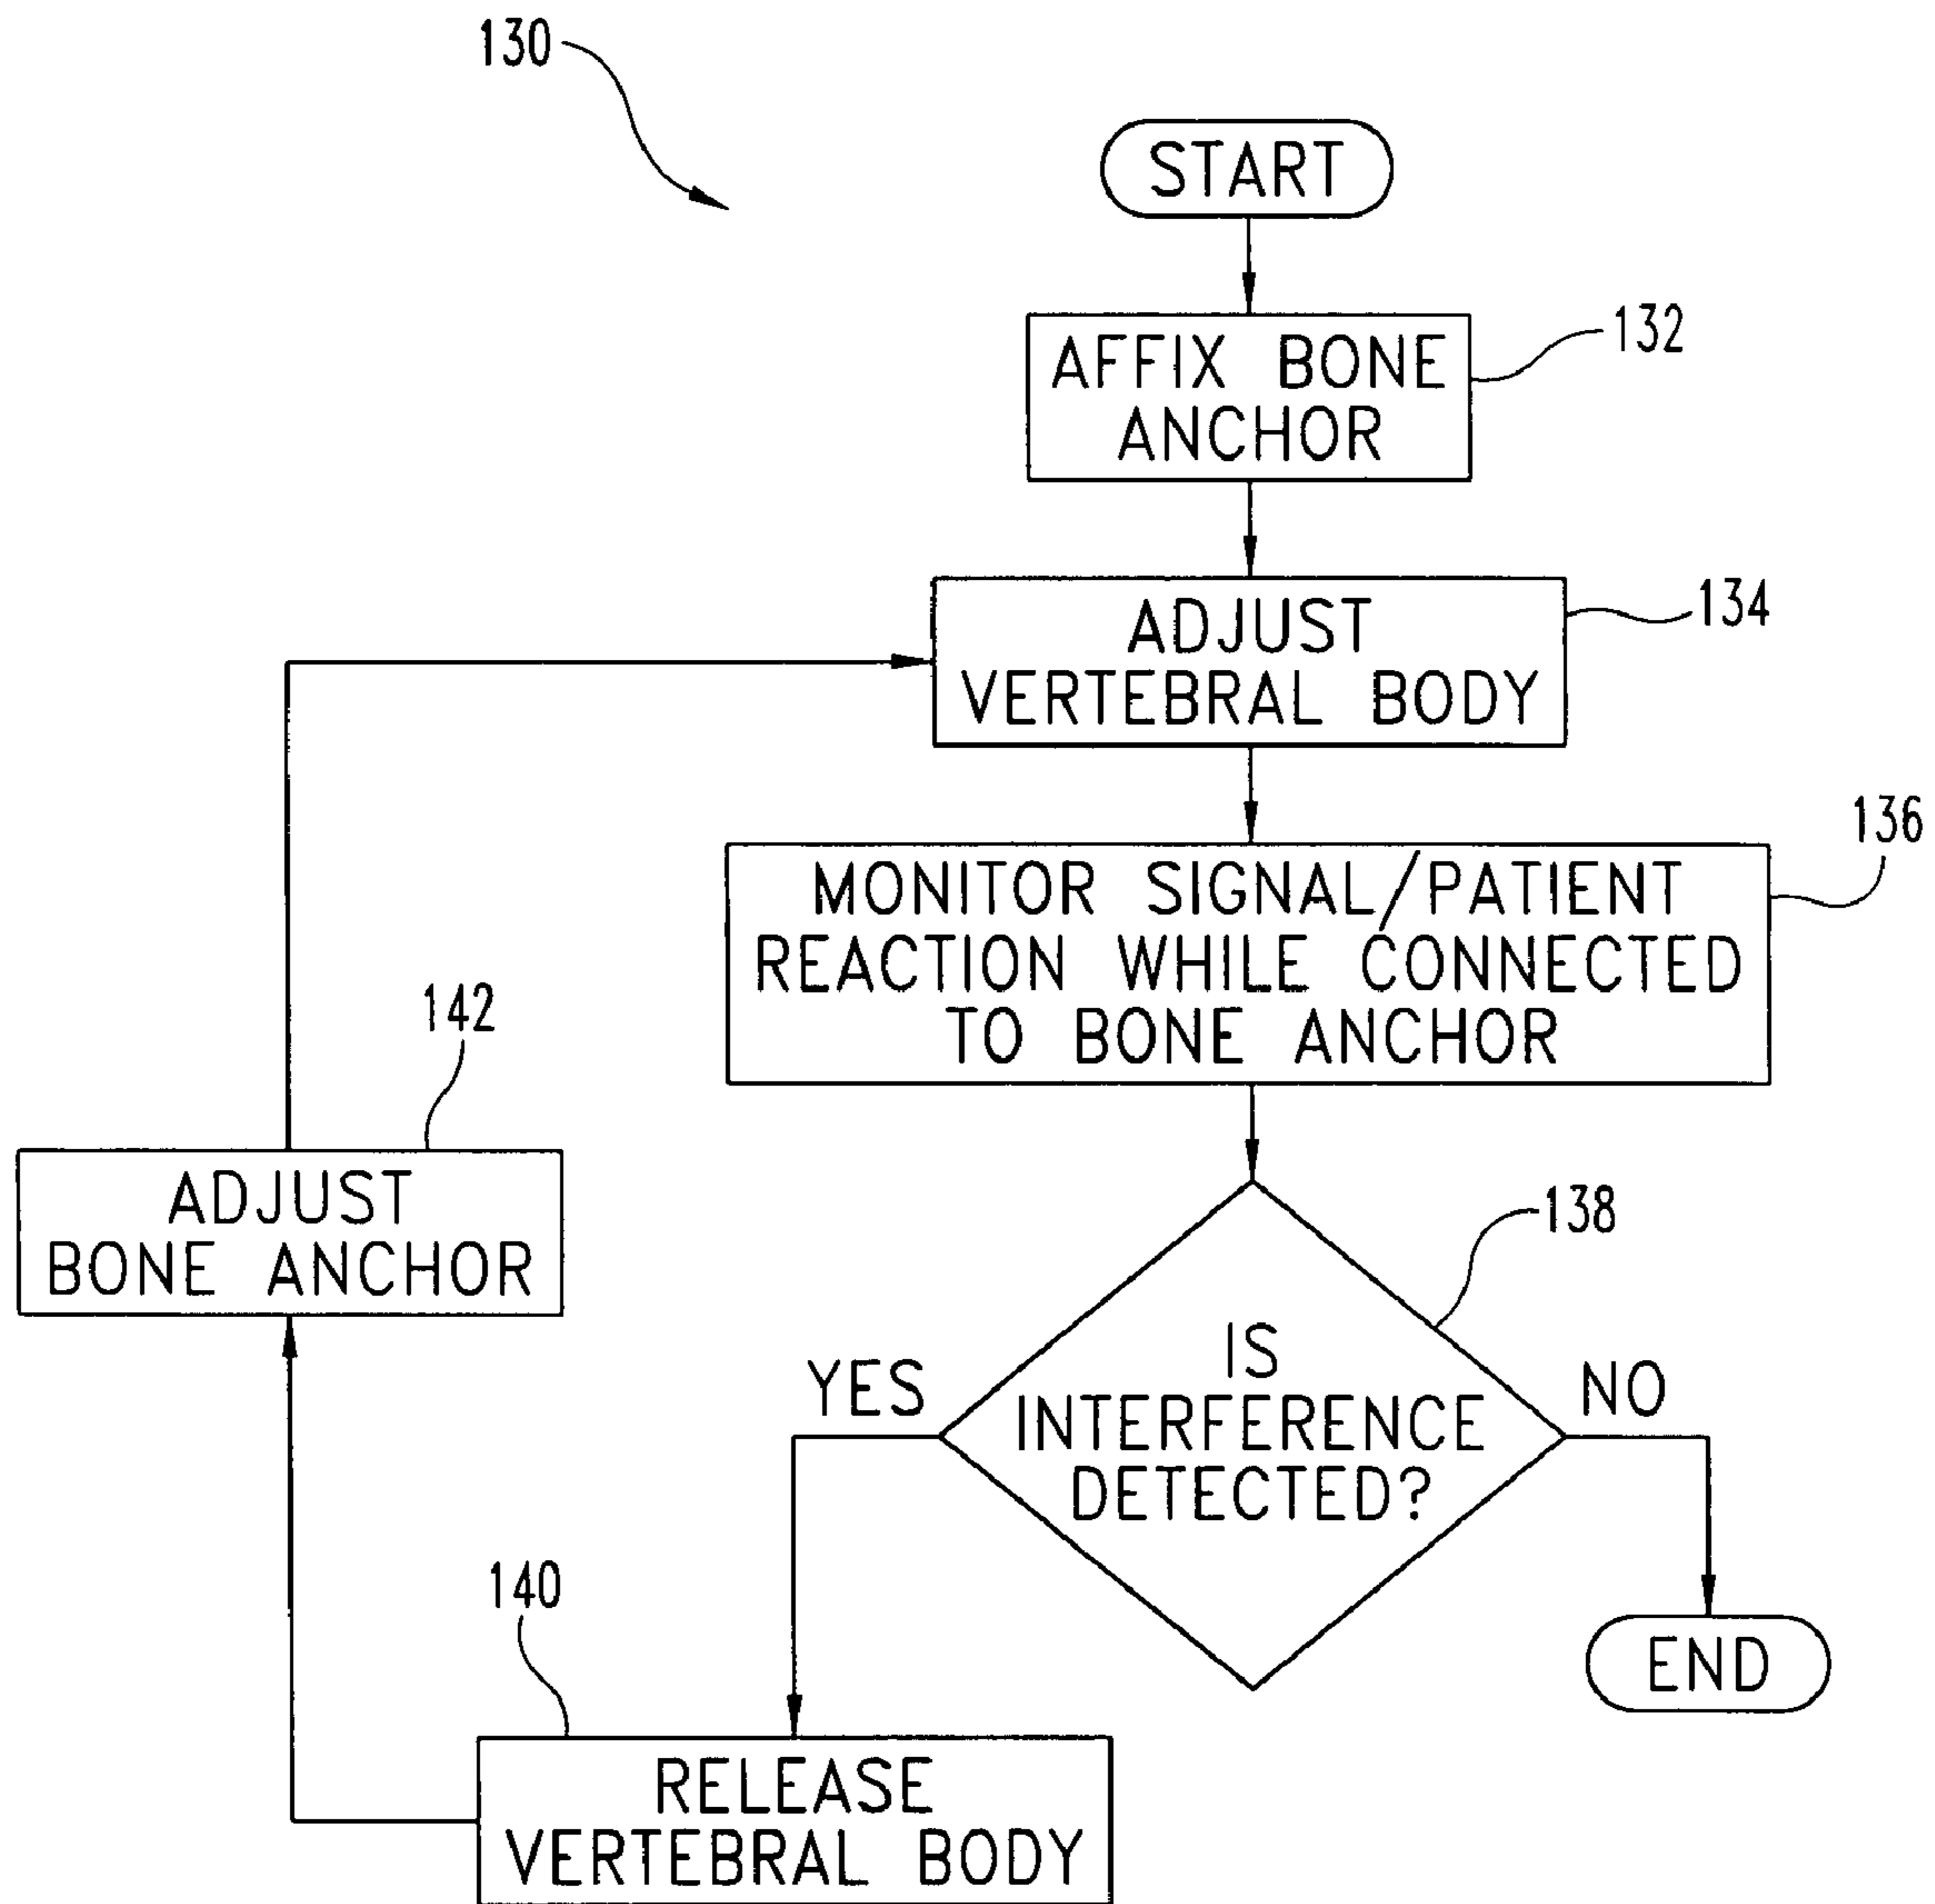 130
START
AFFIX BONE
ANCHOR
132
ADJUST
VERTEBRAL BODY
134
MONITOR SIGNAL/PATIENT
REACTION WHILE CONNECTED
TO BONE ANCHOR
136
IS
INTERFERENCE
DETECTED?
138
YES
NO
END
RELEASE
VERTEBRAL BODY
140
ADJUST
BONE ANCHOR
142